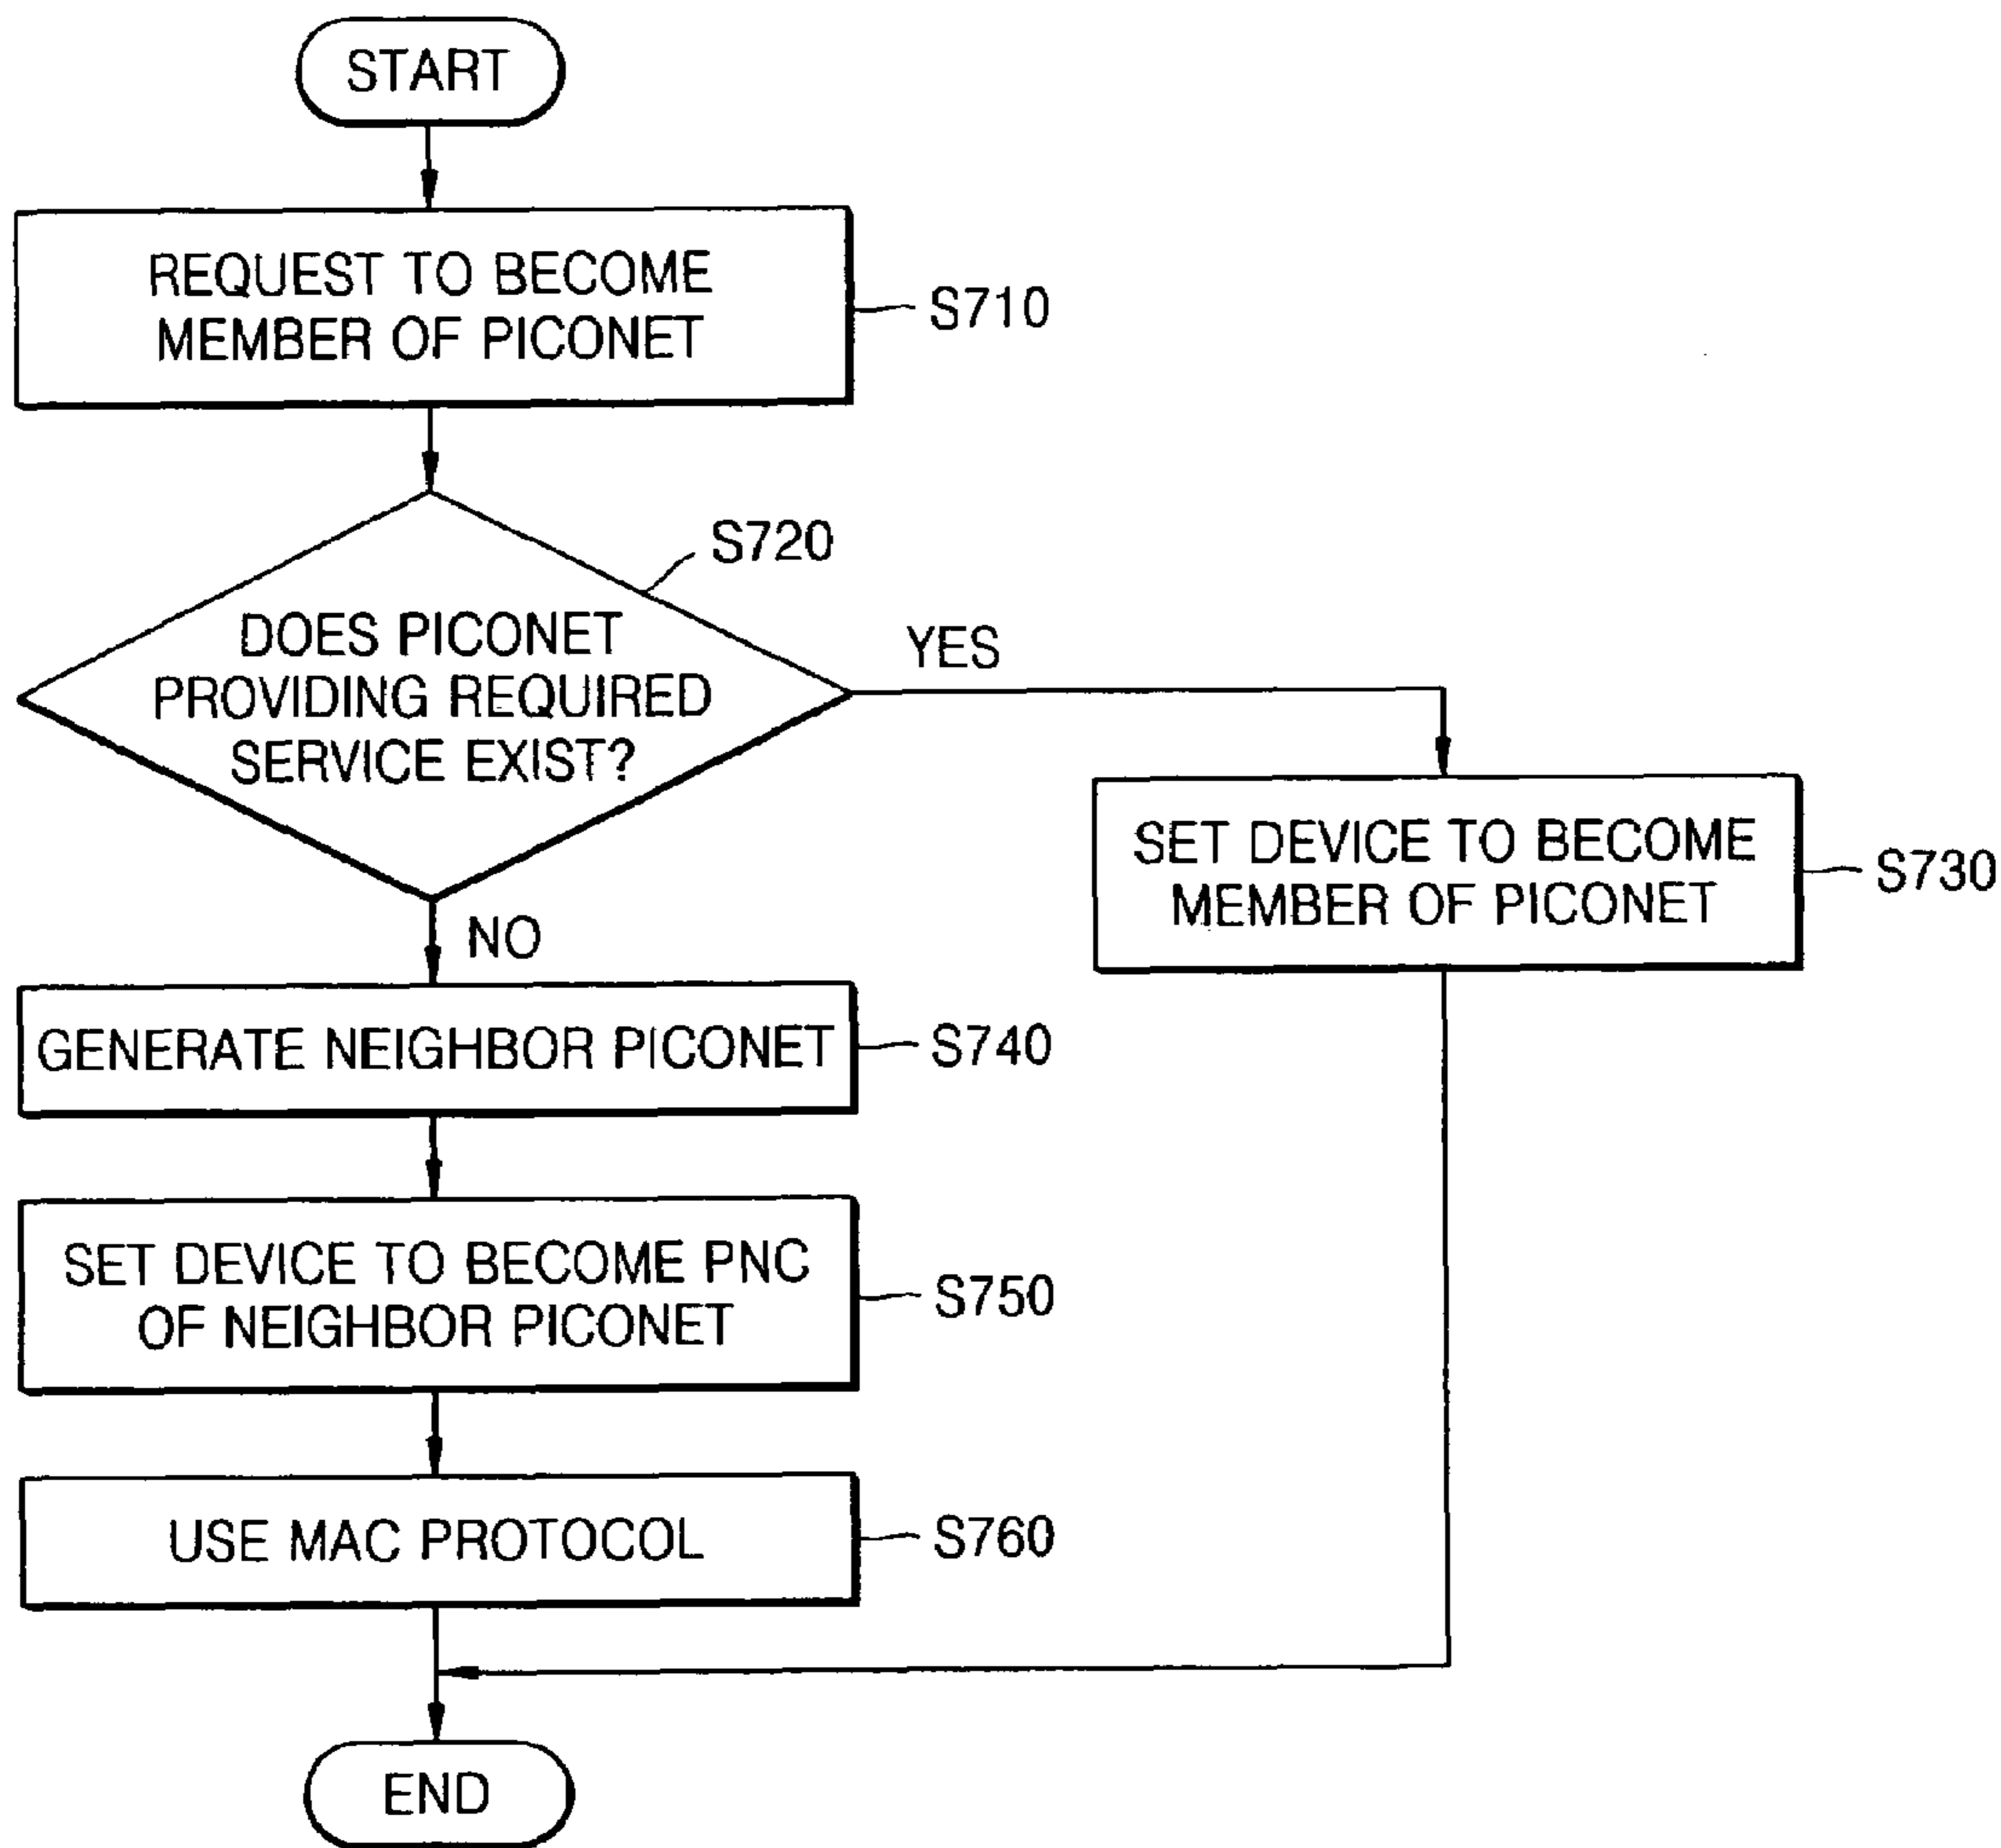 START
REQUEST TO BECOME
MEMBER OF PICONET
S710
S720
DOES PICONET
PROVIDING REQUIRED
SERVICE EXIST?
YES
SET DEVICE TO BECOME
MEMBER OF PICONET
S730
NO
GENERATE NEIGHBOR PICONET
S740
SET DEVICE TO BECOME PNC
OF NEIGHBOR PICONET
S750
USE MAC PROTOCOL
S760
END